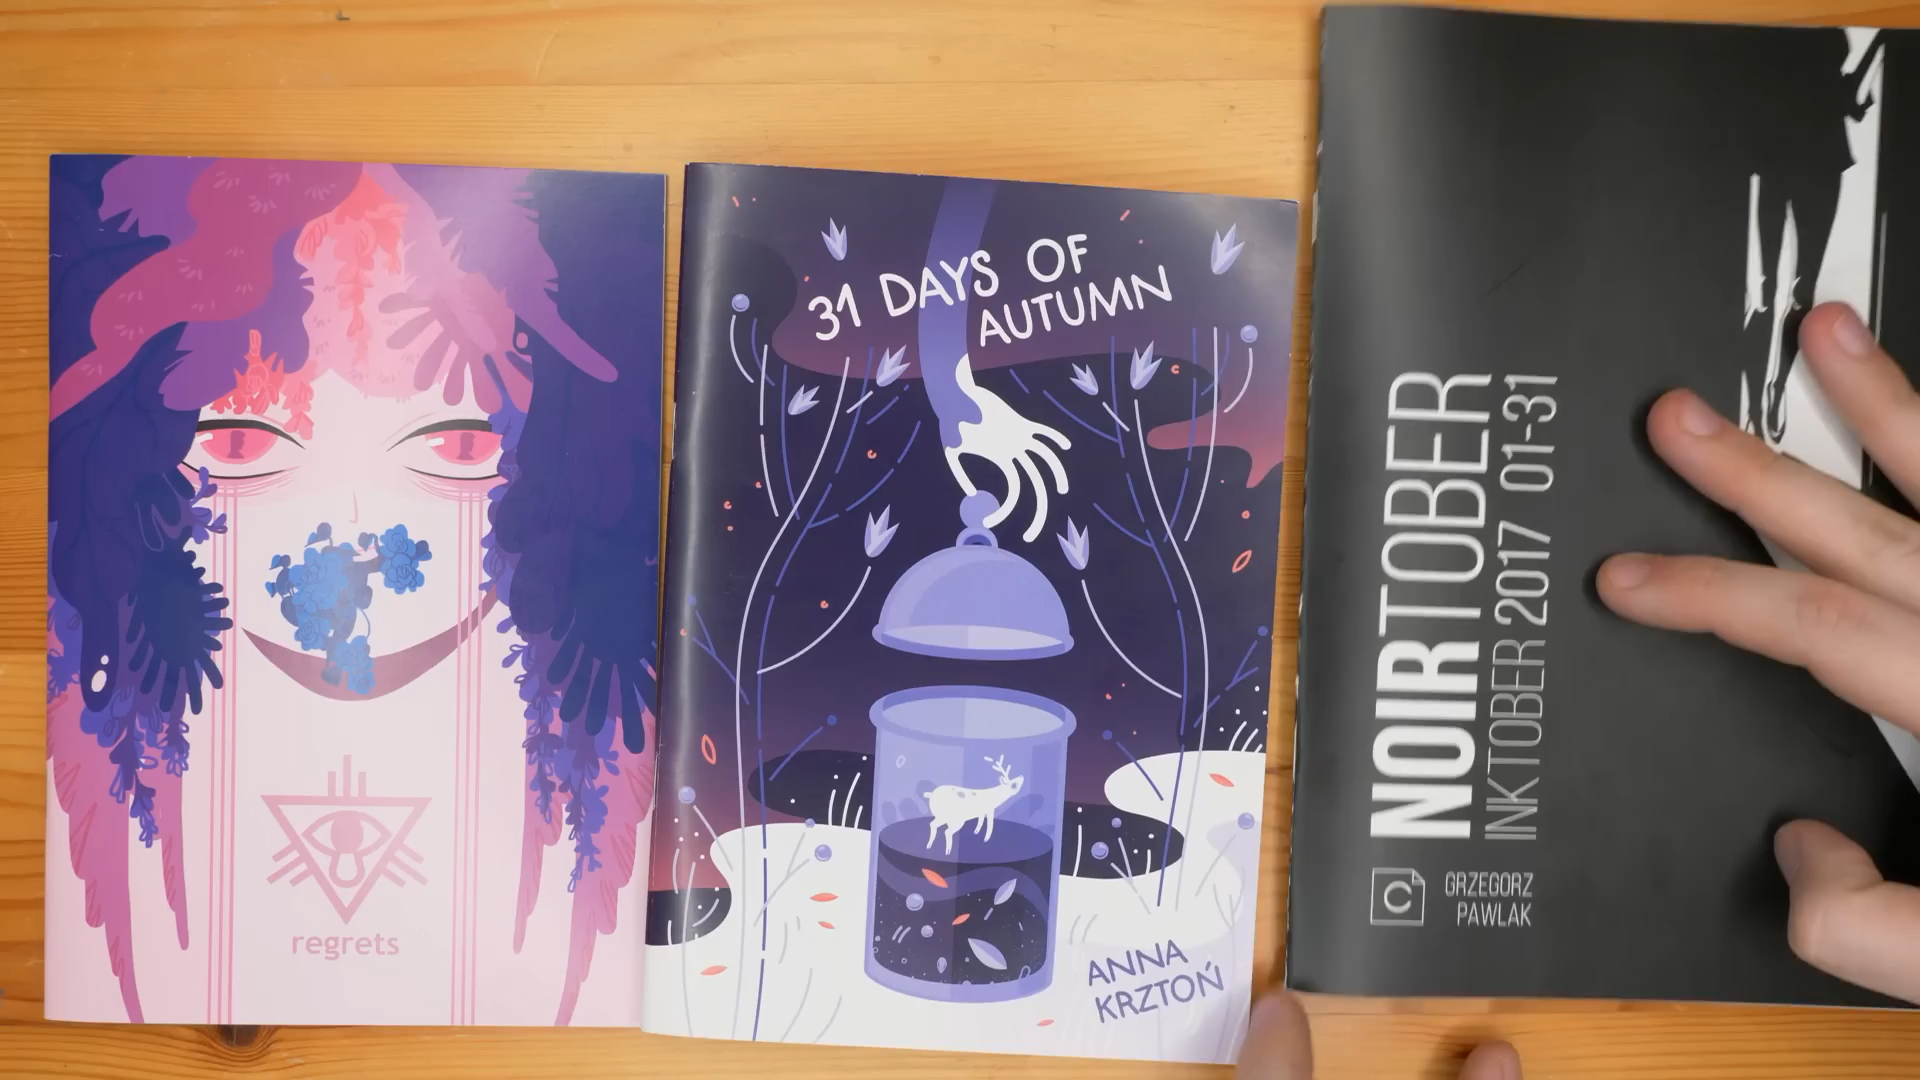 regrets
31 DAYS OF
AUTUMN
ANNA
KRZTOŃ
NOIRTOBER
INKTOBER 2017 01-31
GRZEGORZ
PAWLAK